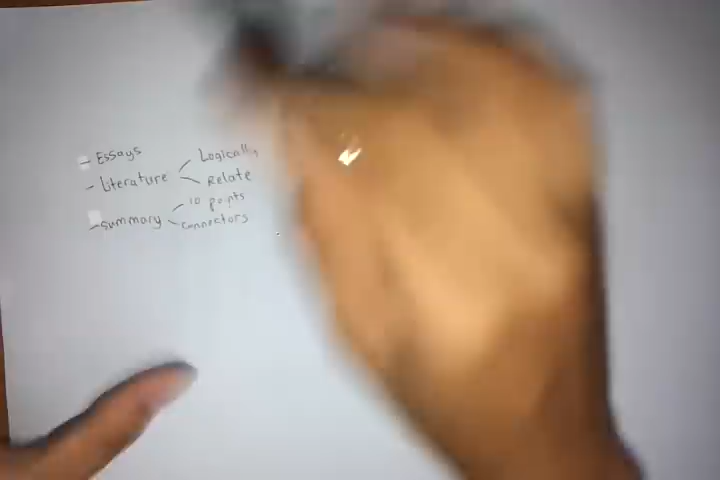 - Essays
- Literature < Logically
Relate
- Summary < 10 points
connectors